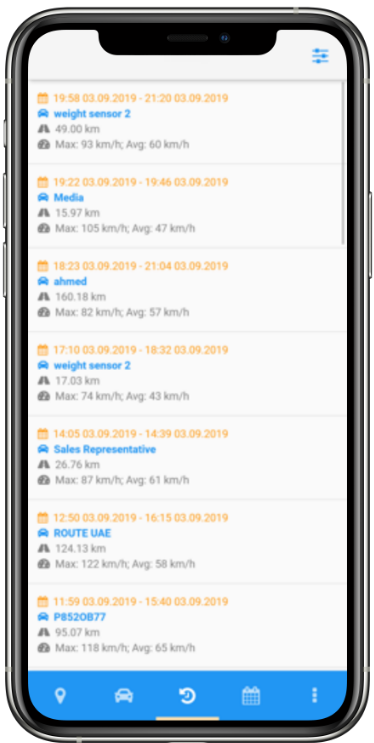 19:58 03.09.2019 - 21:20 03.09.2019
weight sensor 2
49.00 km
Max: 93 km/h; Avg: 60 km/h
19:22 03.09.2019 - 19:46 03.09.2019
Media
15.97 km
Max: 105 km/h; Avg: 47 km/h
18:23 03.09.2019 - 21:04 03.09.2019
ahmed
160.18 km
Max: 82 km/h; Avg: 57 km/h
17:10 03.09.2019 - 18:32 03.09.2019
weight sensor 2
17.03 km
Max: 74 km/h; Avg: 43 km/h
14:05 03.09.2019 - 14:39 03.09.2019
Sales Representative
26.76 km
Max: 87 km/h; Avg: 61 km/h
12:50 03.09.2019 - 16:15 03.09.2019
ROUTE UAE
124.13 km
Max: 122 km/h; Avg: 58 km/h
11:59 03.09.2019 - 15:40 03.09.2019
P852OB77
95.07 km
Max: 118 km/h; Avg: 65 km/h